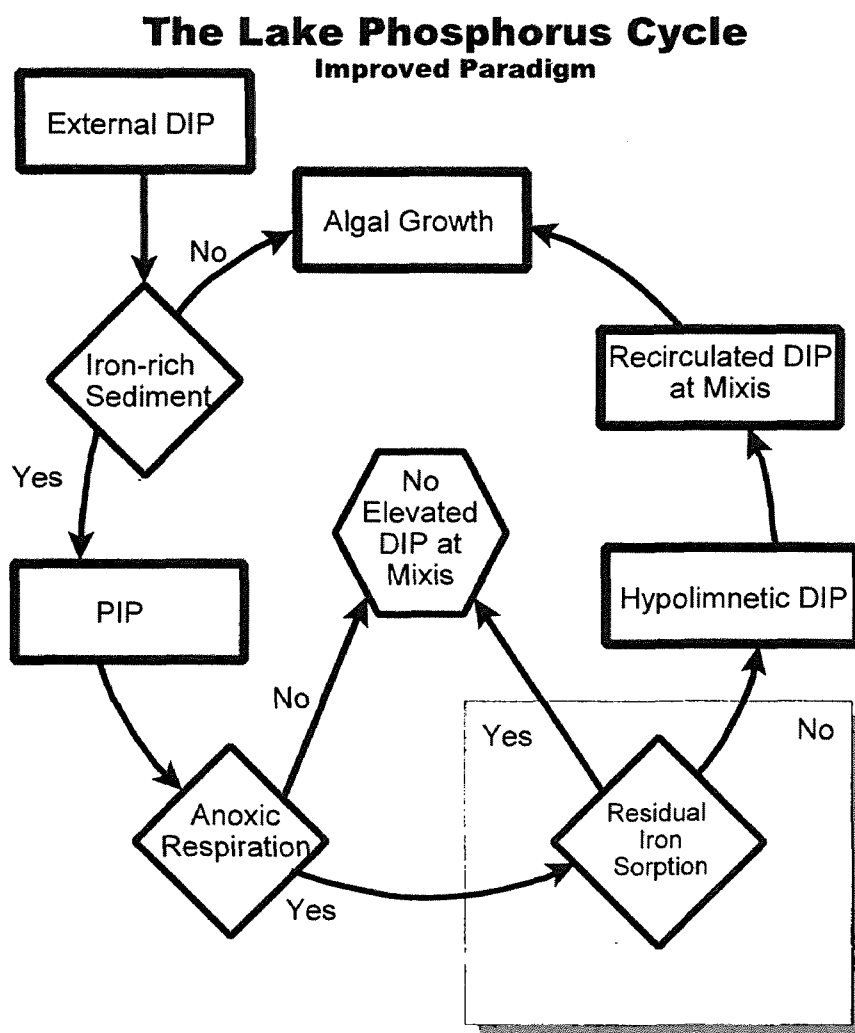 The Lake Phosphorus Cycle
Improved Paradigm
External DIP
Algal Growth
No
Iron-rich
Sediment
Recirculated DIP
at Mixis
Yes
No
Elevated
DIP at
Mixis
PIP
Hypolimnetic DIP
No
Yes
No
Anoxic
Respiration
Residual
Iron
Sorption
Yes